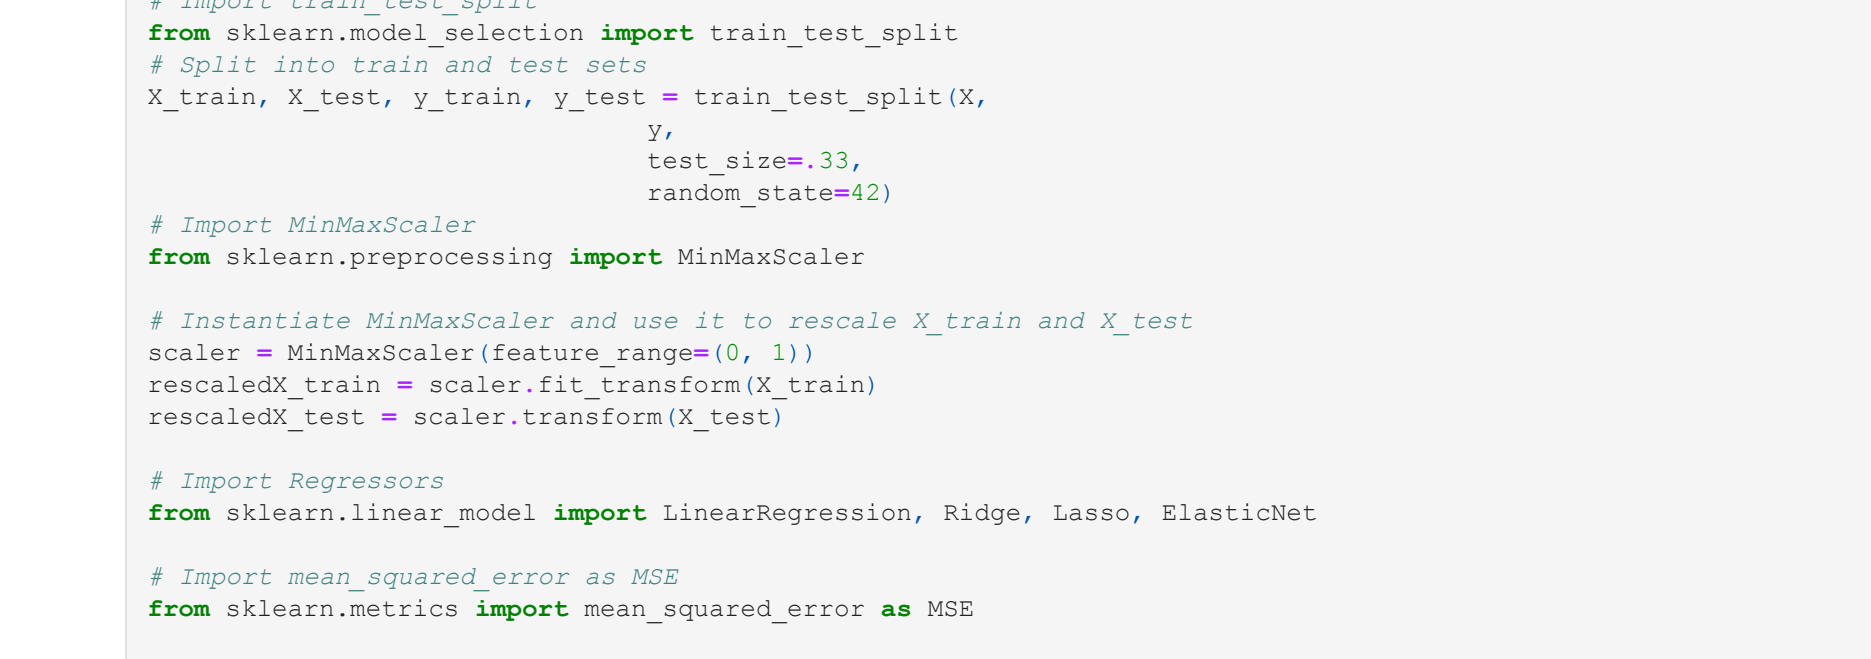 # Import train_test_split
from sklearn.model_selection import train_test_split
# Split into train and test sets
X_train, X_test, y_train, y_test = train_test_split(X,
y,
test_size=.33,
random_state=42)
# Import MinMaxScaler
from sklearn.preprocessing import MinMaxScaler
# Instantiate MinMaxScaler and use it to rescale X_train and X_test
scaler = MinMaxScaler(feature_range=(0, 1))
rescaledX_train = scaler.fit_transform(X_train)
rescaledX_test = scaler.transform(X_test)
# Import Regressors
from sklearn.linear_model import LinearRegression, Ridge, Lasso, ElasticNet
# Import mean_squared_error as MSE
from sklearn.metrics import mean_squared_error as MSE